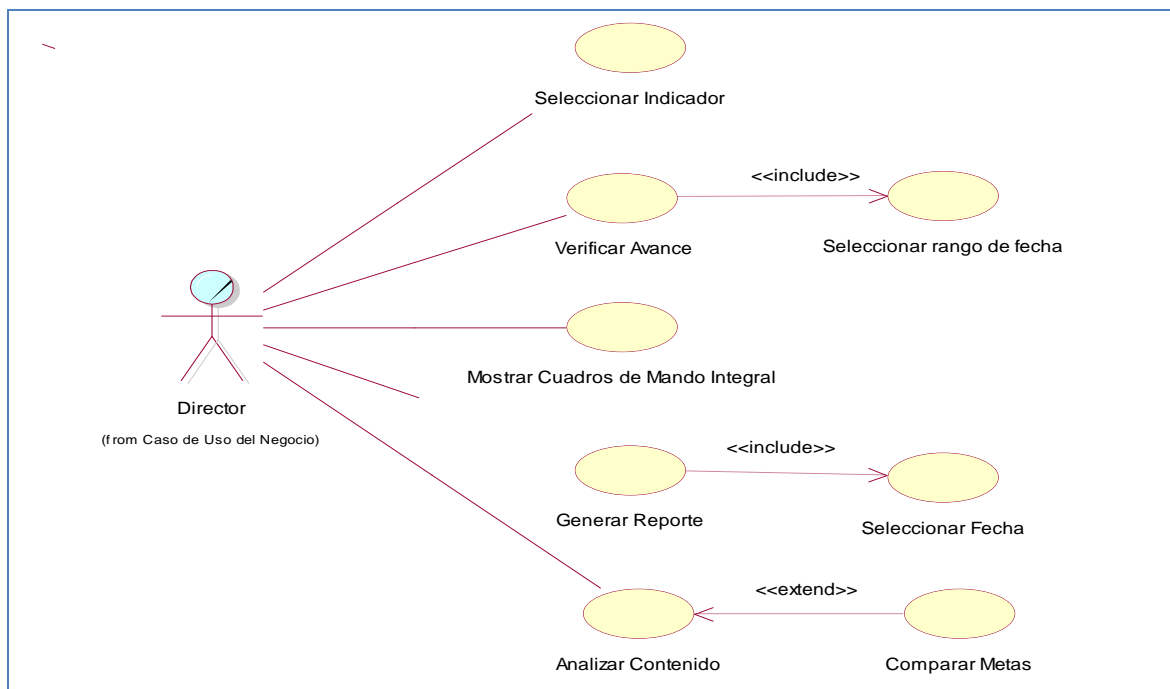 Seleccionar Indicador
<<include>>
Verificar Avance
Seleccionar rango de fecha
Mostrar Cuadros de Mando Integral
Director
(from Caso de Uso del Negocio)
<<include>>
Generar Reporte
Seleccionar Fecha
<<extend>>
Analizar Contenido
Comparar Metas